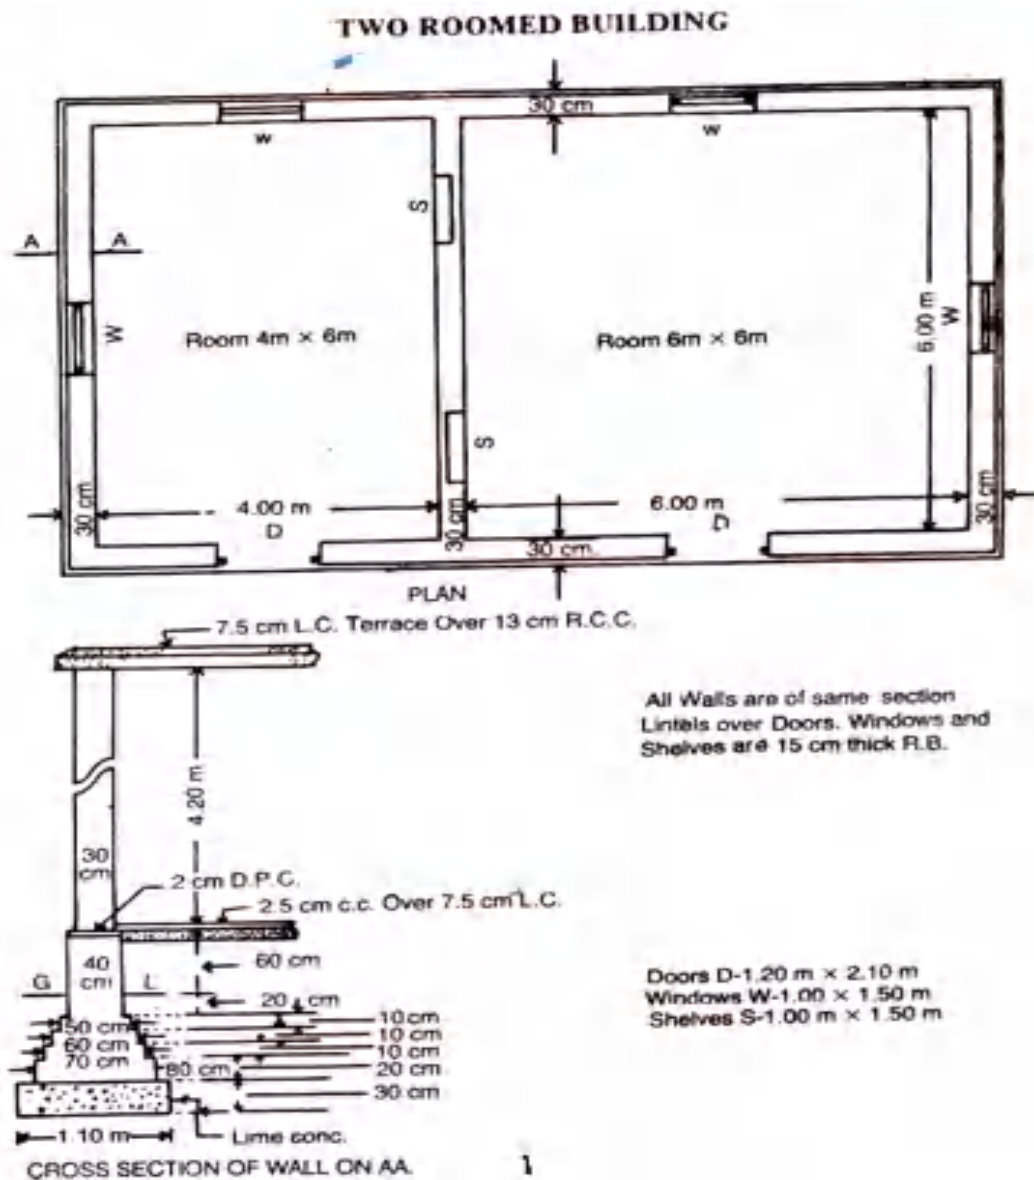 TWO ROOMED BUILDING
30 cm
W
W
S
A A
W
Room 4m × 6m
Room 6m × 6m
6.00 m
W
S
30 cm
4.00 m
D
30 cm
6.00 m
D
30 cm
30 cm.
PLAN
7.5 cm L.C. Terrace Over 13 cm R.C.C.
All Walls are of same section
Lintels over Doors. Windows and
Shelves are 15 cm thick R.B.
4.20 m
30
cm
2 cm D.P.C.
2.5 cm c.c. Over 7.5 cm L.C.
40
cm
60 cm
G L
20 cm
Doors D-1.20 m × 2.10 m
Windows W-1.00 × 1.50 m
Shelves S-1.00 m × 1.50 m
50 cm
10 cm
60 cm
10 cm
70 cm
10 cm
80 cm
20 cm
30 cm
1.10 m
Lime conc.
CROSS SECTION OF WALL ON AA.
1